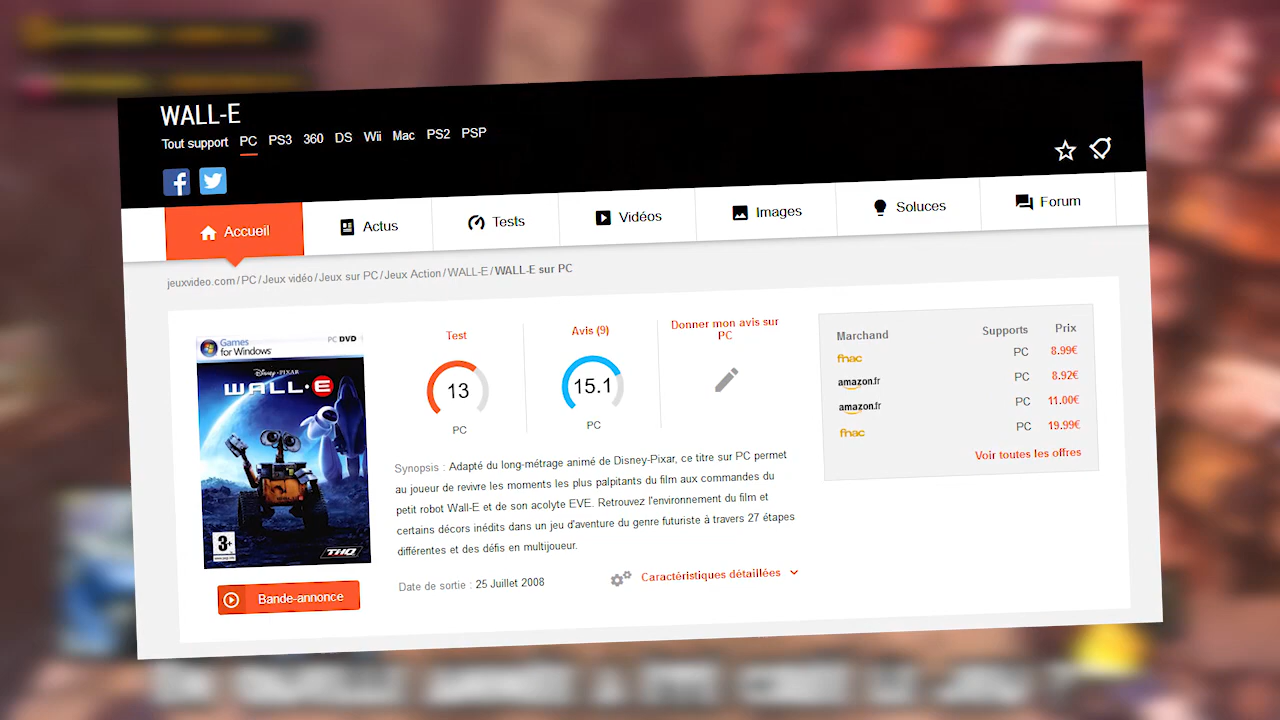 WALL-E
Tout support PC PS3 360 DS Wii Mac PS2 PSP
Accueil Actus Tests Vidéos Images Soluces Forum
jeuxvideo.com / PC / Jeux vidéo / Jeux sur PC / Jeux Action / WALL-E / WALL-E sur PC
Games
for Windows
PC DVD
Disney·PIXAR
WALL·E
3+
THQ
Bande-annonce
Test
13
PC
Avis (9)
15.1
PC
Donner mon avis sur
PC
Synopsis : Adapté du long-métrage animé de Disney-Pixar, ce titre sur PC permet
au joueur de revivre les moments les plus palpitants du film aux commandes du
petit robot Wall-E et de son acolyte EVE. Retrouvez l'environnement du film et
certains décors inédits dans un jeu d'aventure du genre futuriste à travers 27 étapes
différentes et des défis en multijoueur.
Date de sortie : 25 Juillet 2008
Caractéristiques détaillées
Marchand Supports Prix
fnac PC 8.99€
amazon.fr PC 8.92€
amazon.fr PC 11.00€
fnac PC 19.99€
Voir toutes les offres